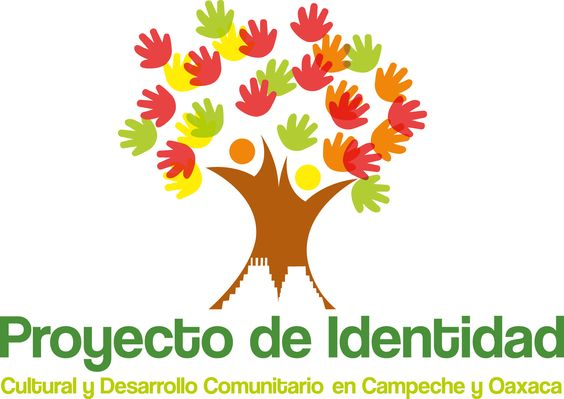 Proyecto de Identidad
Cultural y Desarrollo Comunitario en Campeche y Oaxaca